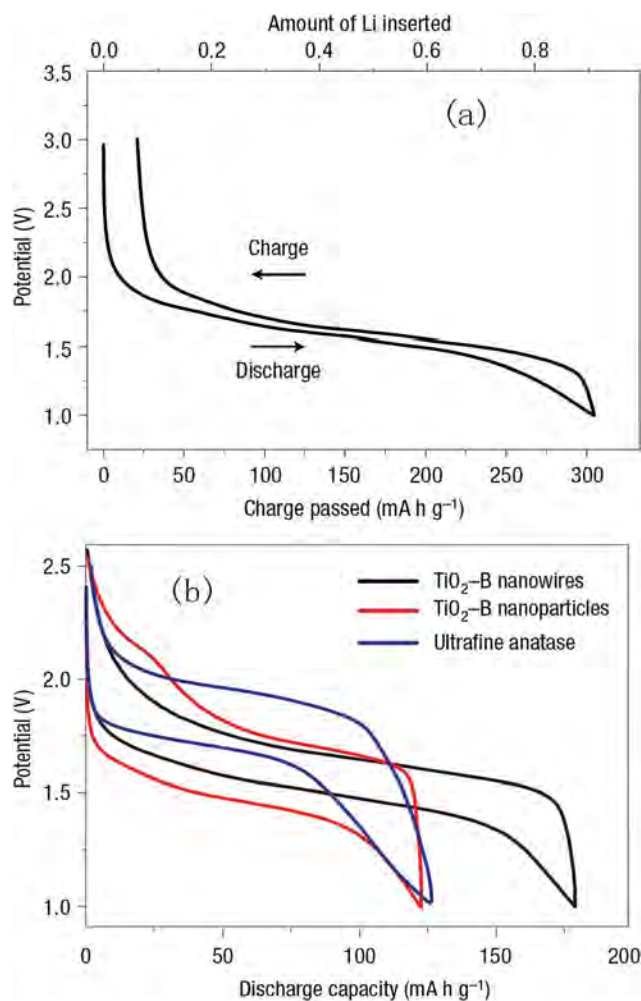 Amount of Li inserted
0.0 0.2 0.4 0.6 0.8
3.5
3.0
2.5
2.0
1.5
1.0
Potential (V)
(a)
Charge
Discharge
0 50 100 150 200 250 300
Charge passed (mA h g⁻¹)
(b)
TiO₂–B nanowires
TiO₂–B nanoparticles
Ultrafine anatase
2.5
2.0
1.5
1.0
Potential (V)
0 50 100 150 200
Discharge capacity (mA h g⁻¹)